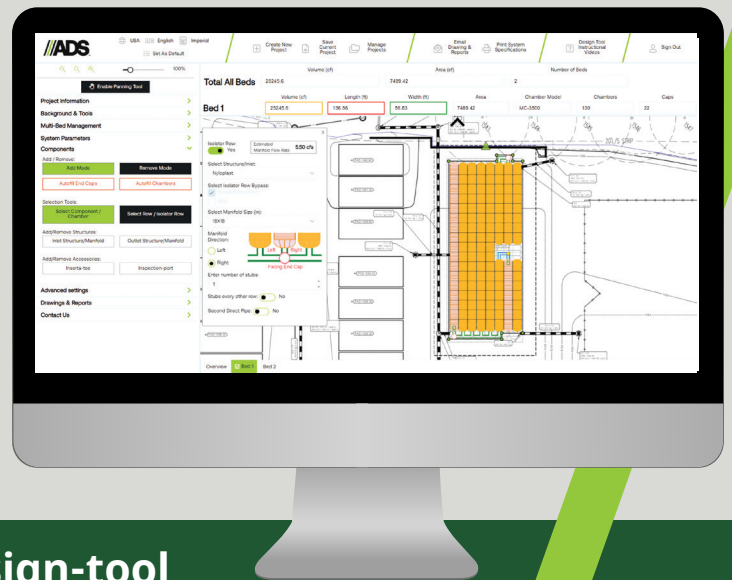 ADS
USA English Imperial
Set As Default
Create New Project
Save Current Project
Manage Projects
Email Drawing & Reports
Print System Specifications
Design Tool Instructional Videos
Sign Out
100%
Enable Panning Tool
Project Information
Background & Tools
Multi-Bed Management
System Parameters
Components
Add / Remove:
Add Mode Remove Mode
Autofill End Caps Autofill Chambers
Selection Tools:
Select Component / Chamber Select Row / Isolator Row
Add/Remove Structures:
Inlet Structure/Manifold Outlet Structure/Manifold
Add/Remove Accessories:
Inserta-tee Inspection-port
Advanced settings
Drawings & Reports
Contact Us
Volume (cf) Area (sf) Number of Beds
Total All Beds 25245.6 7489.42 2
Volume (cf) Length (ft) Width (ft) Area Chamber Model Chambers Caps
Bed 1 25245.6 136.56 56.83 7489.42 MC-3500 130 22
Isolator Row:
Yes
Estimated Manifold Flow Rate 5.50 cfs
Select Structure/Inlet:
Nyloplast
Select Isolator Row Bypass:
Select Manifold Size (in):
18X18
Manifold Direction:
Left
Right
Left Right
Facing End Cap
Enter number of stubs
1
Stubs every other row: No
Second Direct Pipe: No
Overview Bed 1 Bed 2
sign-tool